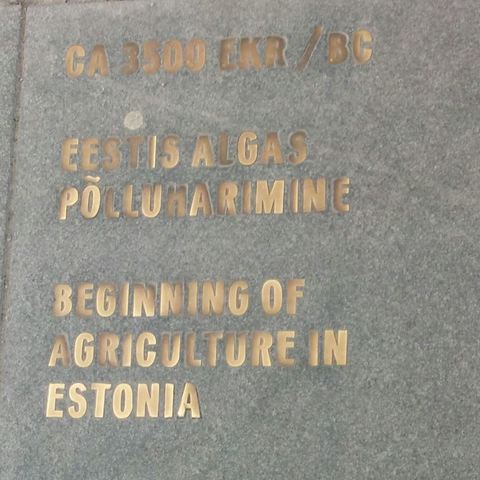 CA 3500 EKR / BC
EESTIS ALGAS
PÕLLUHARIMINE
BEGINNING OF
AGRICULTURE IN
ESTONIA